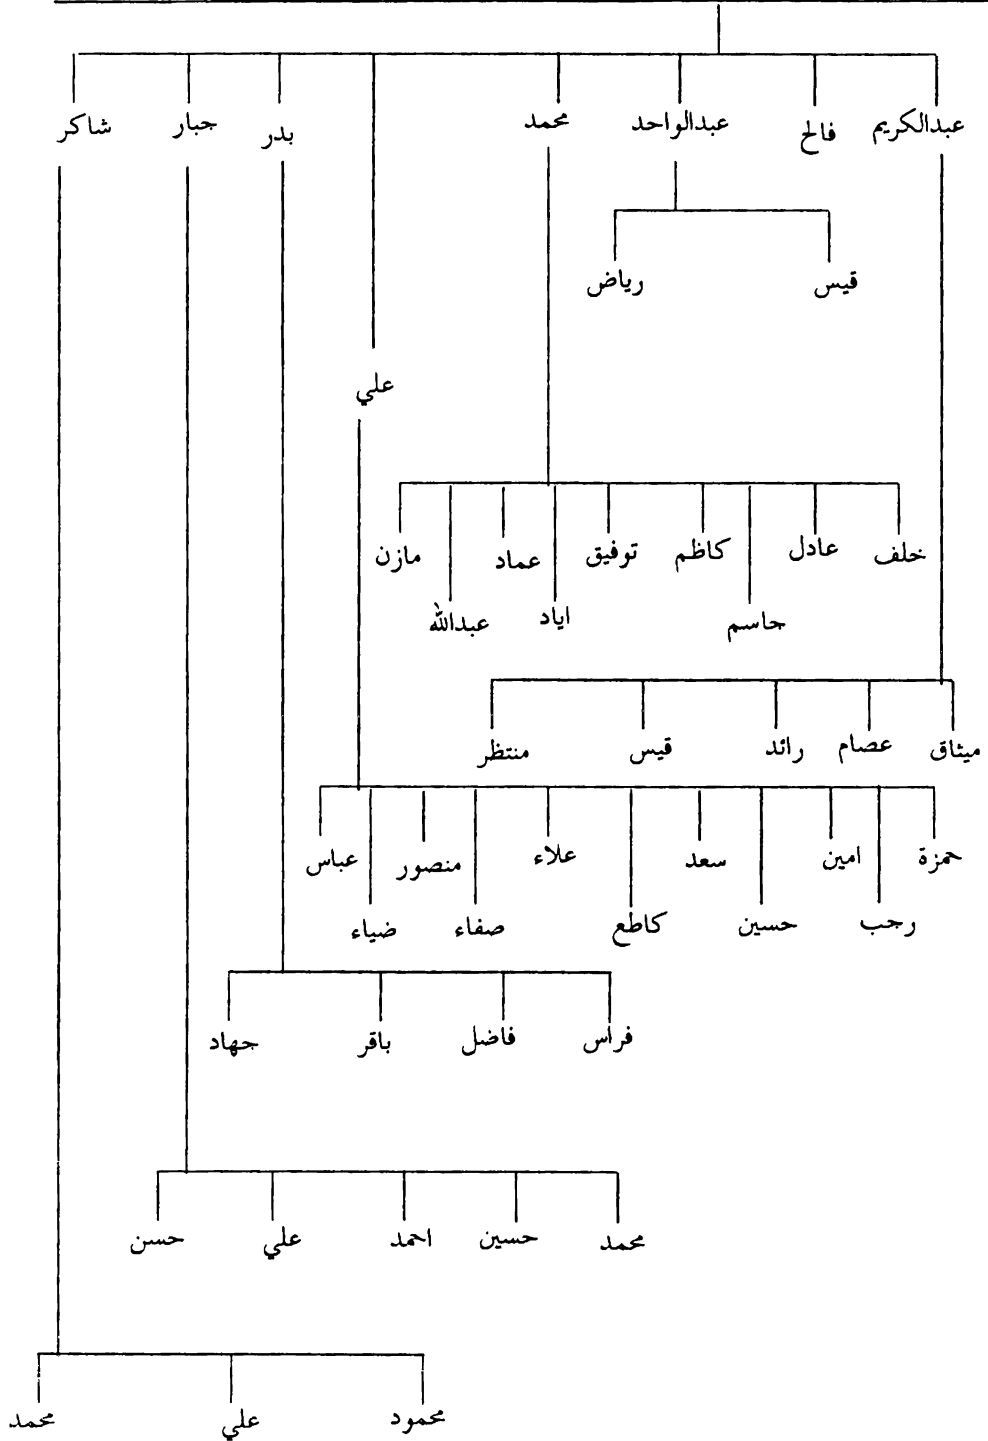 عبدالكريم فالح عبدالواحد محمد بدر جبار شاكر
قيس رياض
علي
خلف عادل كاظم توفيق عماد مازن
حاسم اياد عبدالله
ميثاق عصام رائد قيس منتظر
حمزة امين سعد علاء منصور عباس
رحب حسين كاطع صفاء ضياء
فراس فاضل باقر جهاد
محمد حسين احمد علي حسن
محمود علي محمد